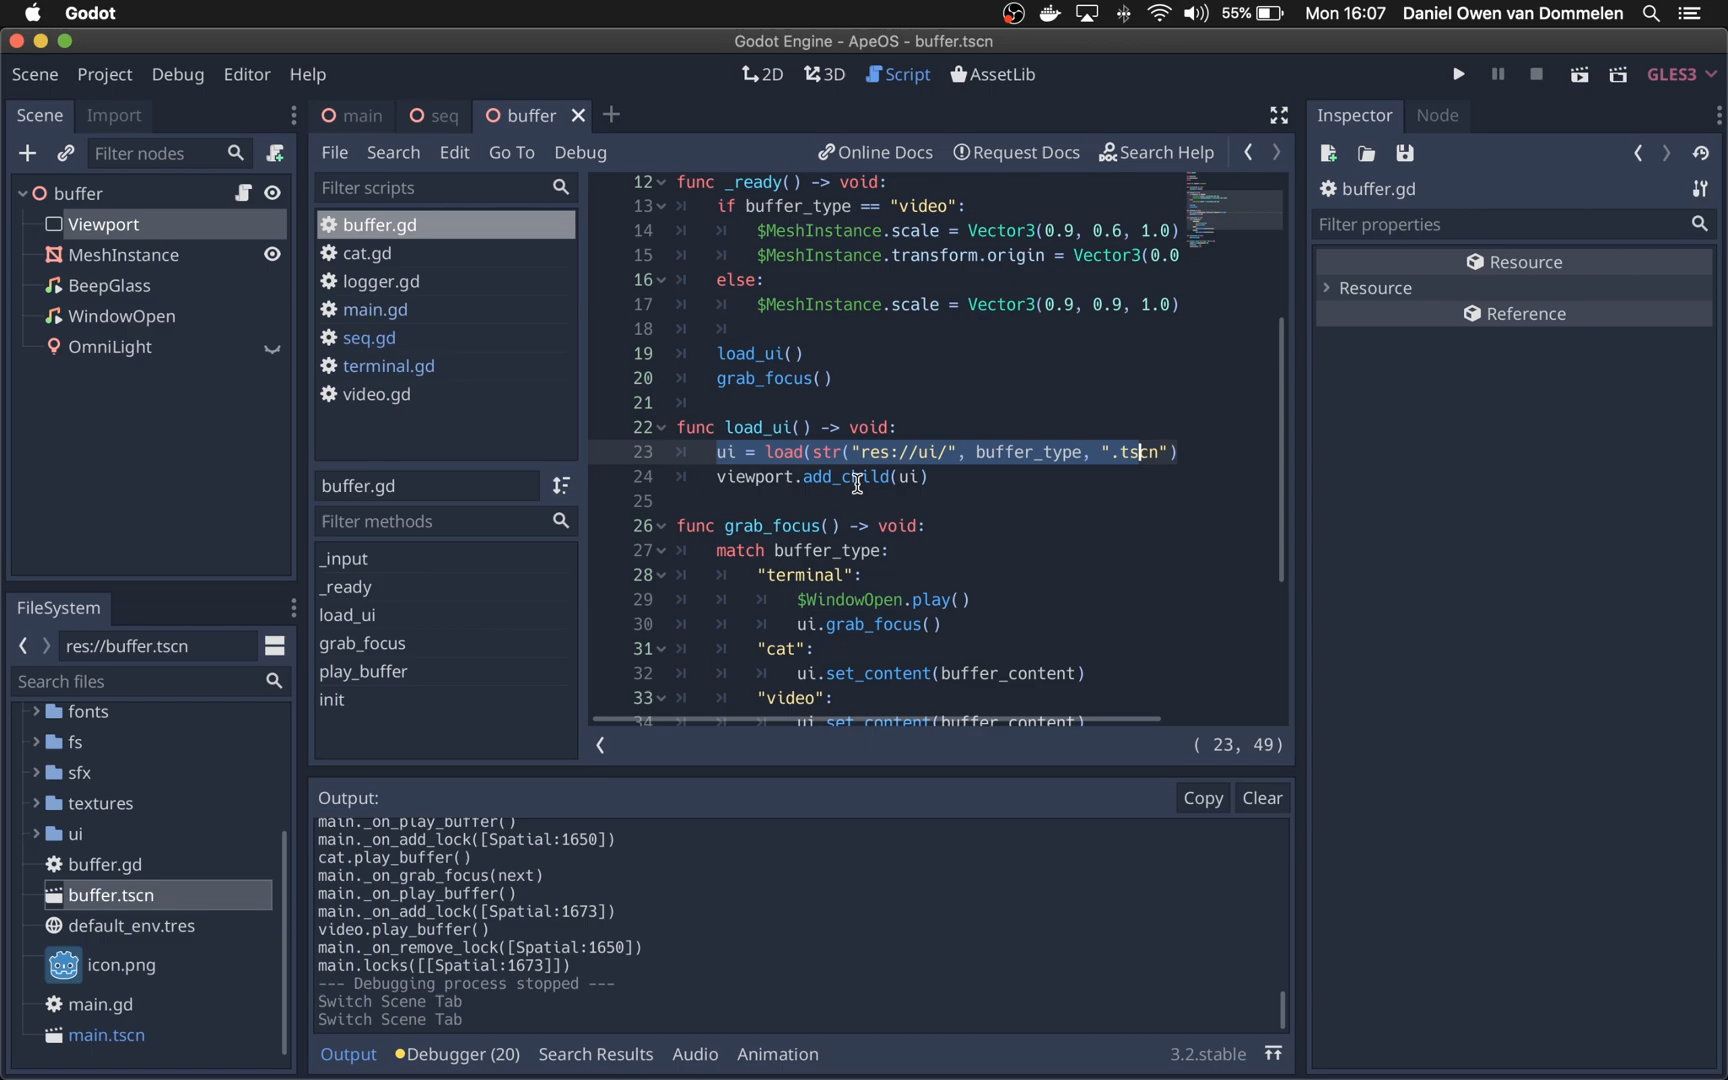 Godot
55%
Mon 16:07
Daniel Owen van Dommelen
Godot Engine - ApeOS - buffer.tscn
Scene Project Debug Editor Help
2D 3D Script AssetLib
GLES3
Scene Import
Filter nodes
buffer
Viewport
MeshInstance
BeepGlass
WindowOpen
OmniLight
FileSystem
res://buffer.tscn
Search files
fonts
fs
sfx
textures
ui
buffer.gd
buffer.tscn
default_env.tres
icon.png
main.gd
main.tscn
main seq buffer
File Search Edit Go To Debug
Online Docs Request Docs Search Help
Filter scripts
buffer.gd
cat.gd
logger.gd
main.gd
seq.gd
terminal.gd
video.gd
buffer.gd
Filter methods
_input
_ready
load_ui
grab_focus
play_buffer
init
12 func _ready() -> void:
13 if buffer_type == "video":
14 $MeshInstance.scale = Vector3(0.9, 0.6, 1.0)
15 $MeshInstance.transform.origin = Vector3(0.0
16 else:
17 $MeshInstance.scale = Vector3(0.9, 0.9, 1.0)
18
19 load_ui()
20 grab_focus()
21
22 func load_ui() -> void:
23 ui = load(str("res://ui/", buffer_type, ".tscn")
24 viewport.add_child(ui)
25
26 func grab_focus() -> void:
27 match buffer_type:
28 "terminal":
29 $WindowOpen.play()
30 ui.grab_focus()
31 "cat":
32 ui.set_content(buffer_content)
33 "video":
34 ui.set_content(buffer_content)
( 23, 49)
Output:
Copy Clear
main._on_play_buffer()
main._on_add_lock([Spatial:1650])
cat.play_buffer()
main._on_grab_focus(next)
main._on_play_buffer()
main._on_add_lock([Spatial:1673])
video.play_buffer()
main._on_remove_lock([Spatial:1650])
main.locks([[Spatial:1673]])
--- Debugging process stopped ---
Switch Scene Tab
Switch Scene Tab
Output Debugger (20) Search Results Audio Animation
3.2.stable
Inspector Node
buffer.gd
Filter properties
Resource
Resource
Reference